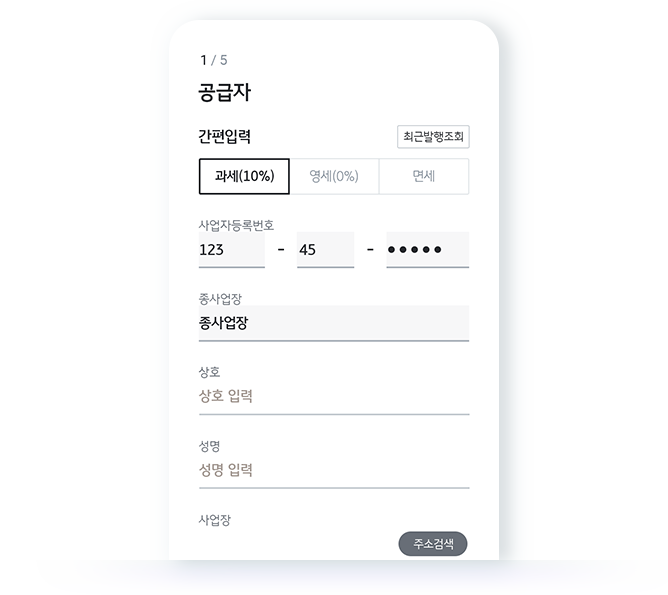 1 / 5
공급자
간편입력 최근발행조회
과세(10%) 영세(0%) 면세
사업자등록번호
123 - 45 - ●●●●●
종사업장
종사업장
상호
상호 입력
성명
성명 입력
사업장
주소검색